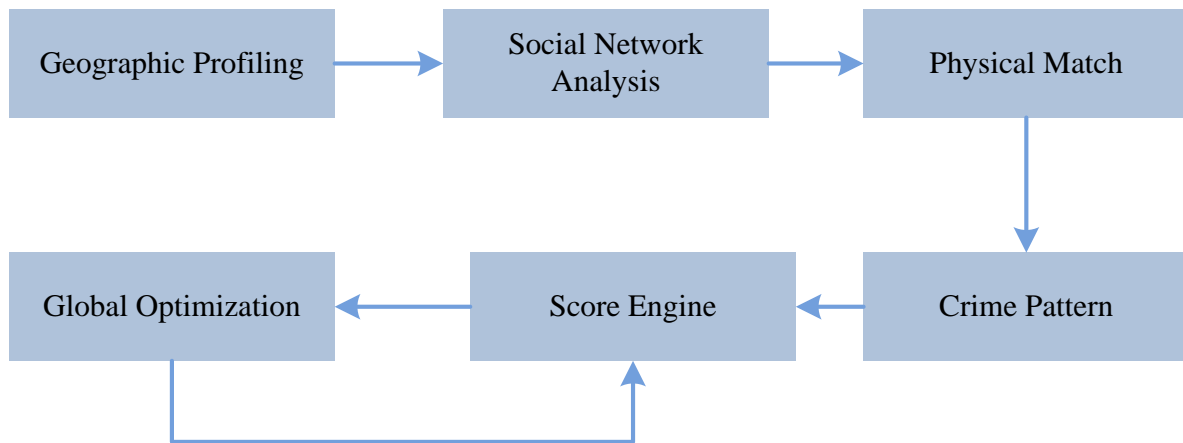 Geographic Profiling
Social Network
Analysis
Physical Match
Global Optimization
Score Engine
Crime Pattern